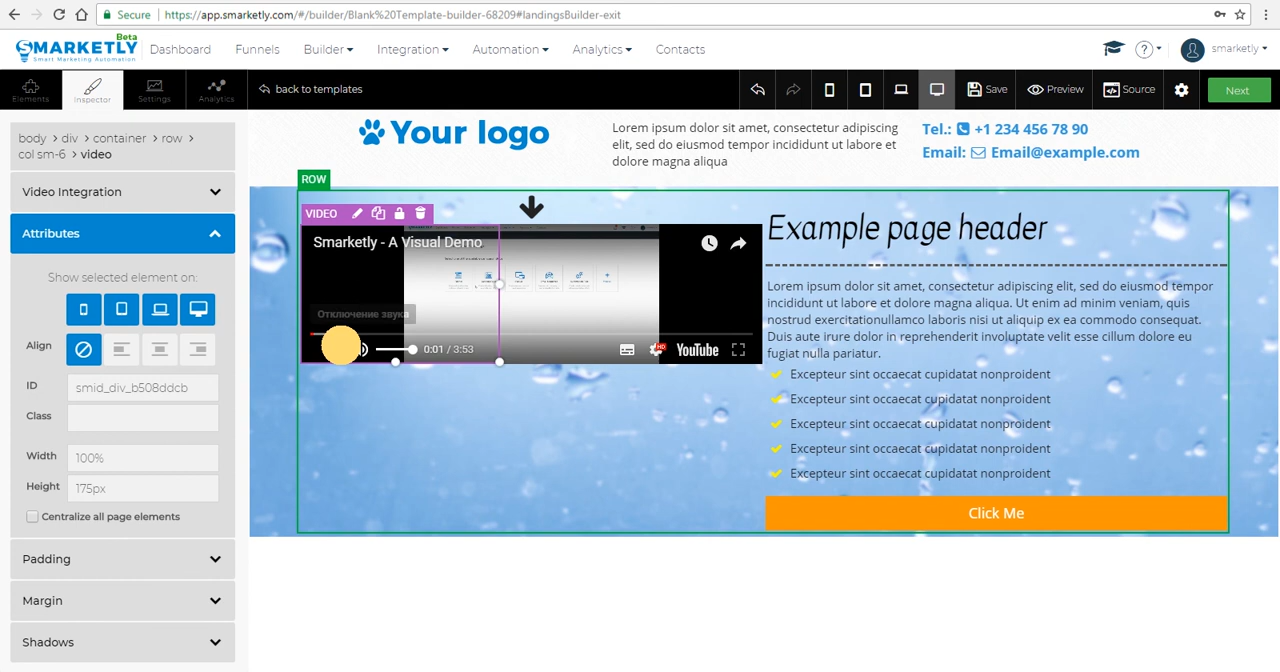 Secure https://app.smarketly.com/#/builder/Blank%20Template-builder-68209#landingsBuilder-exit
SMARKETLY Beta
Smart Marketing Automation
Dashboard Funnels Builder Integration Automation Analytics Contacts
? smarketly
Elements Inspector Settings Analytics back to templates Save Preview Source Next
body > div > container > row >
col sm-6 > video
Video Integration
Attributes
Show selected element on:
Align
ID smid_div_b508ddcb
Class
Width 100%
Height 175px
Centralize all page elements
Padding
Margin
Shadows
Your logo
Lorem ipsum dolor sit amet, consectetur adipiscing
elit, sed do eiusmod tempor incididunt ut labore et
dolore magna aliqua
Tel.: +1 234 456 78 90
Email: Email@example.com
ROW
VIDEO
Smarketly - A Visual Demo
Отключение звука
0:01 / 3:53
HD
YouTube
Example page header
Lorem ipsum dolor sit amet, consectetur adipiscing elit, sed do eiusmod tempor
incididunt ut labore et dolore magna aliqua. Ut enim ad minim veniam, quis
nostrud exercitationullamco laboris nisi ut aliquip ex ea commodo consequat.
Duis aute irure dolor in reprehenderit involuptate velit esse cillum dolore eu
fugiat nulla pariatur.
Excepteur sint occaecat cupidatat nonproident
Excepteur sint occaecat cupidatat nonproident
Excepteur sint occaecat cupidatat nonproident
Excepteur sint occaecat cupidatat nonproident
Excepteur sint occaecat cupidatat nonproident
Click Me